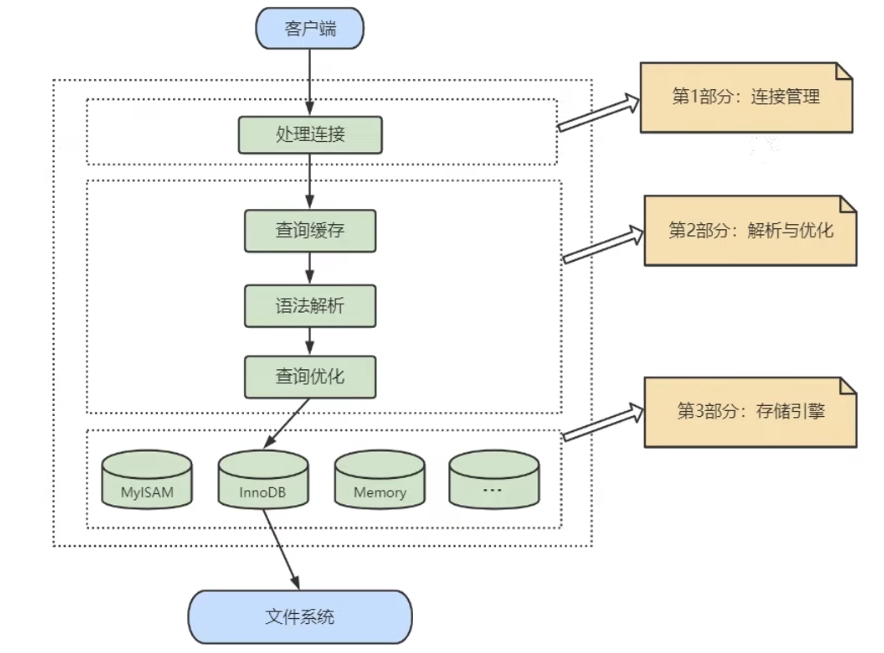 客户端
处理连接
第1部分：连接管理
查询缓存
第2部分：解析与优化
语法解析
查询优化
第3部分：存储引擎
MyISAM
InnoDB
Memory
...
文件系统